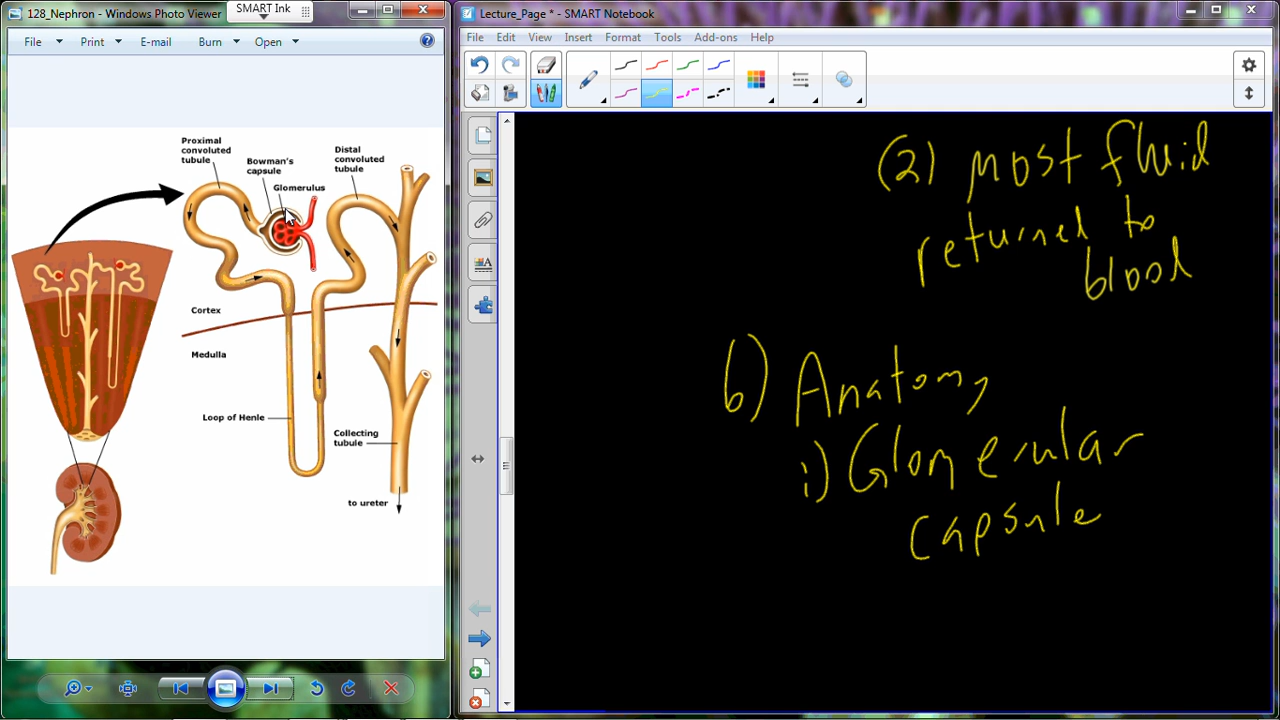 128_Nephron - Windows Photo Viewer
SMART Ink
File Print E-mail Burn Open
Proximal
convoluted
tubule
Bowman's
capsule
Glomerulus
Distal
convoluted
tubule
Cortex
Medulla
Loop of Henle
Collecting
tubule
to ureter
Lecture_Page * - SMART Notebook
File Edit View Insert Format Tools Add-ons Help
(2) most fluid
returned to
blood
b) Anatomy
i) Glomerular
capsule